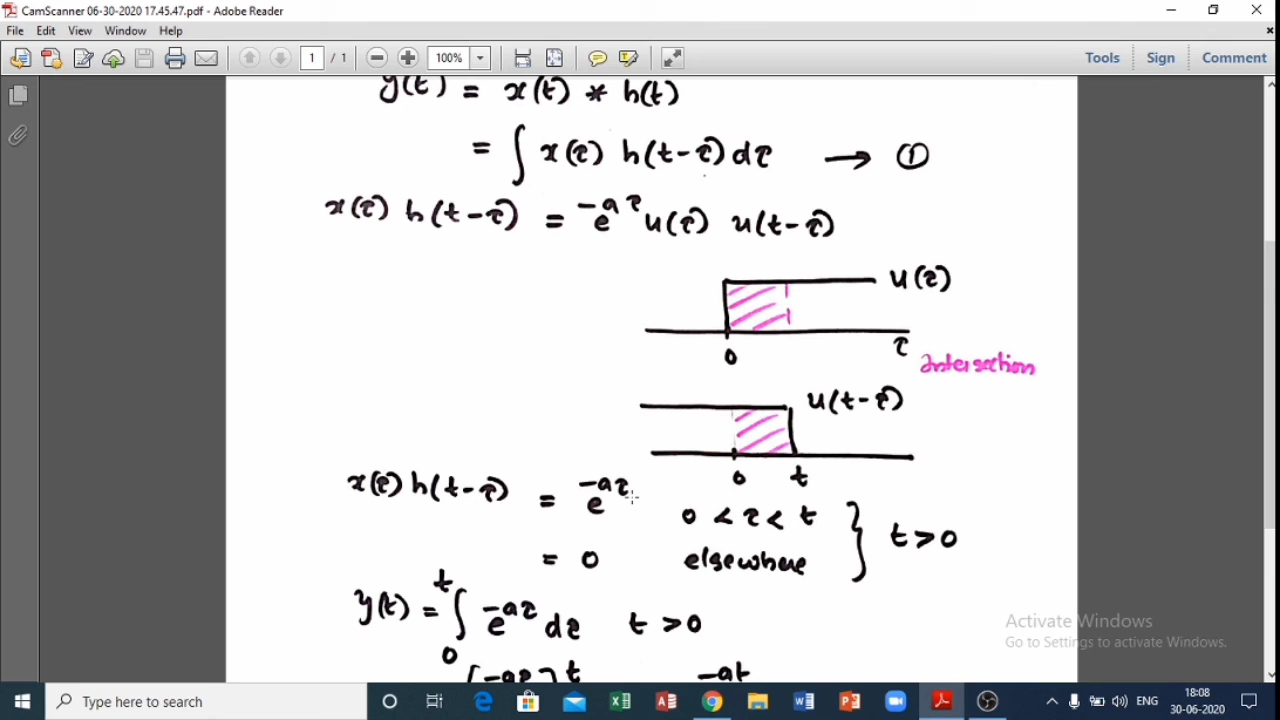 CamScanner 06-30-2020 17.45.47.pdf - Adobe Reader
File Edit View Window Help
1 / 1 100% Tools Sign Comment
y(t) = x(t) * h(t)
= ∫ x(τ) h(t-τ) dτ → ①
x(τ) h(t-τ) = e^{-aτ} u(τ) u(t-τ)
u(τ)
0 τ
Intersection
u(t-τ)
0 t
x(τ) h(t-τ) = e^{-aτ} 0 < τ < t
= 0 elsewhere } t > 0
y(t) = ∫_0^t e^{-aτ} dτ t > 0
Activate Windows
Go to Settings to activate Windows.
Type here to search
ENG
18:08
30-06-2020